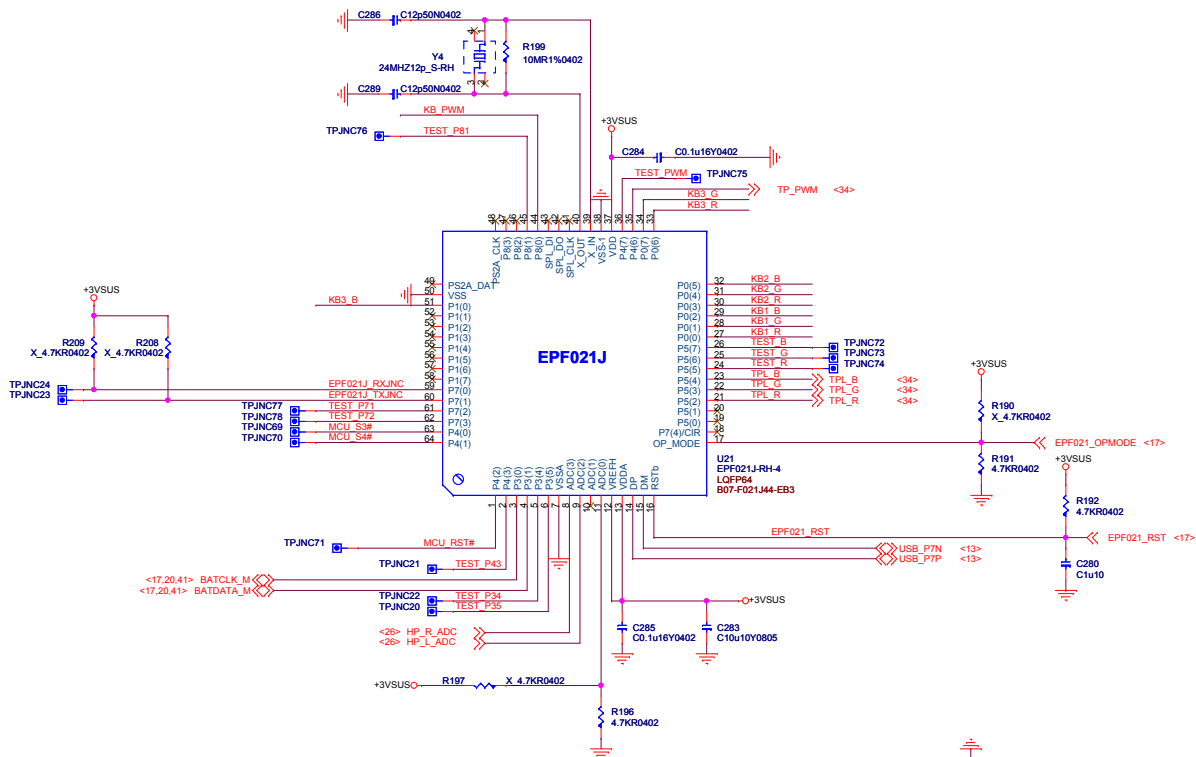 C286 C12p50N0402
4 1
Y4
24MHZ12p_S-RH
R199
10MR1%0402
3 2
C289 C12p50N0402
KB_PWM
TPJNC76 TEST_P81
+3VSUS
C284 C0.1u16Y0402
TEST_PWM TPJNC75
TP_PWM <34>
KB3_G
KB3_R
48 47 46 45 44 43 42 41 40 39 38 37 36 35 34 33
PS2A_CLK P8(3) P8(2) P8(1) P8(0) SPL_DI SPL_DO SPL_CLK X_OUT X_IN VSS-1 VDD P4(7) P4(6) P0(7) P0(6)
49 PS2A_DAT
50 VSS
KB3_B 51 P1(0)
52 P1(1)
53 P1(2)
54 P1(3)
55 P1(4)
56 P1(5)
57 P1(6)
58 P1(7)
EPF021J_RXJNC 59 P7(0)
EPF021J_TXJNC 60 P7(1)
TPJNC77 TEST_P71 61 P7(2)
TPJNC78 TEST_P72 62 P7(3)
TPJNC69 MCU_S3# 63 P4(0)
TPJNC70 MCU_S4# 64 P4(1)
+3VSUS
R209
X_4.7KR0402
R208
X_4.7KR0402
TPJNC24
TPJNC23
EPF021J
P0(5) 32 KB2_B
P0(4) 31 KB2_G
P0(3) 30 KB2_R
P0(2) 29 KB1_B
P0(1) 28 KB1_G
P0(0) 27 KB1_R
P5(7) 26 TEST_B TPJNC72
P5(6) 25 TEST_G TPJNC73
P5(5) 24 TEST_R TPJNC74
P5(4) 23 TPL_B TPL_B <34>
P5(3) 22 TPL_G TPL_G <34>
P5(2) 21 TPL_R TPL_R <34>
P5(1) 20
P5(0) 19
P7(4)/CIR 18
OP_MODE 17
+3VSUS
R190
X_4.7KR0402
EPF021_OPMODE <17>
R191
4.7KR0402
U21
EPF021J-RH-4
LQFP64
B07-F021J44-EB3
P4(2) P4(3) P3(0) P3(1) P3(4) P3(5) VSSA ADC(3) ADC(2) ADC(1) ADC(0) VREFH VDDA DP DM RSTb
1 2 3 4 5 6 7 8 9 10 11 12 13 14 15 16
+3VSUS
R192
4.7KR0402
EPF021_RST EPF021_RST <17>
C280
C1u10
TPJNC71 MCU_RST#
USB_P7N <13>
USB_P7P <13>
TPJNC21 TEST_P43
<17,20,41> BATCLK_M
<17,20,41> BATDATA_M
TPJNC22 TEST_P34
TPJNC20 TEST_P35
<26> HP_R_ADC
<26> HP_L_ADC
+3VSUS
C285
C0.1u16Y0402
C283
C10u10Y0805
+3VSUS R197 X_4.7KR0402
R196
4.7KR0402